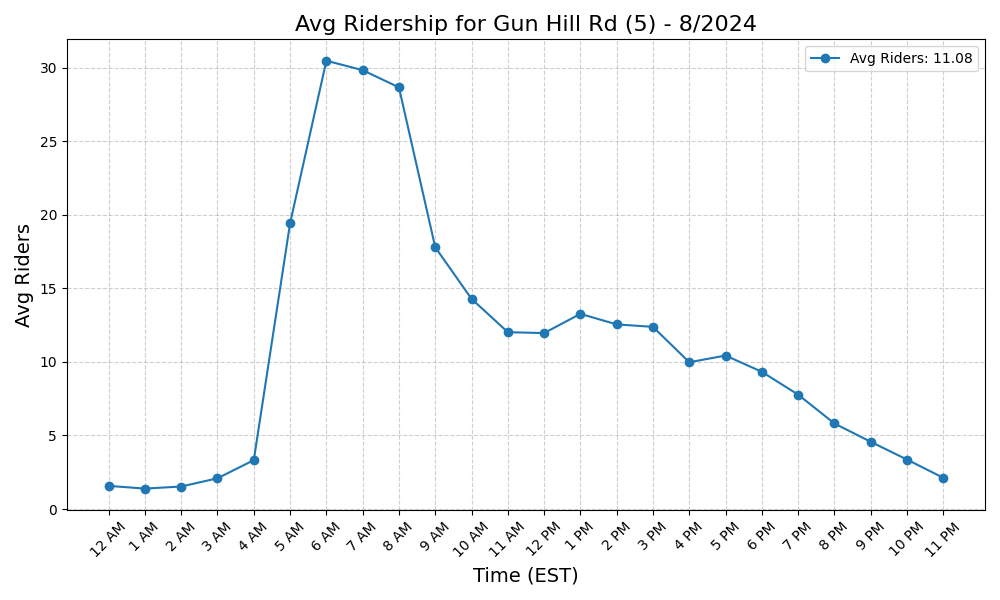 Avg Ridership for Gun Hill Rd (5) - 8/2024
Avg Riders: 11.08
Avg Riders
30
25
20
15
10
5
0
12 AM
1 AM
2 AM
3 AM
4 AM
5 AM
6 AM
7 AM
8 AM
9 AM
10 AM
11 AM
12 PM
1 PM
2 PM
3 PM
4 PM
5 PM
6 PM
7 PM
8 PM
9 PM
10 PM
11 PM
Time (EST)